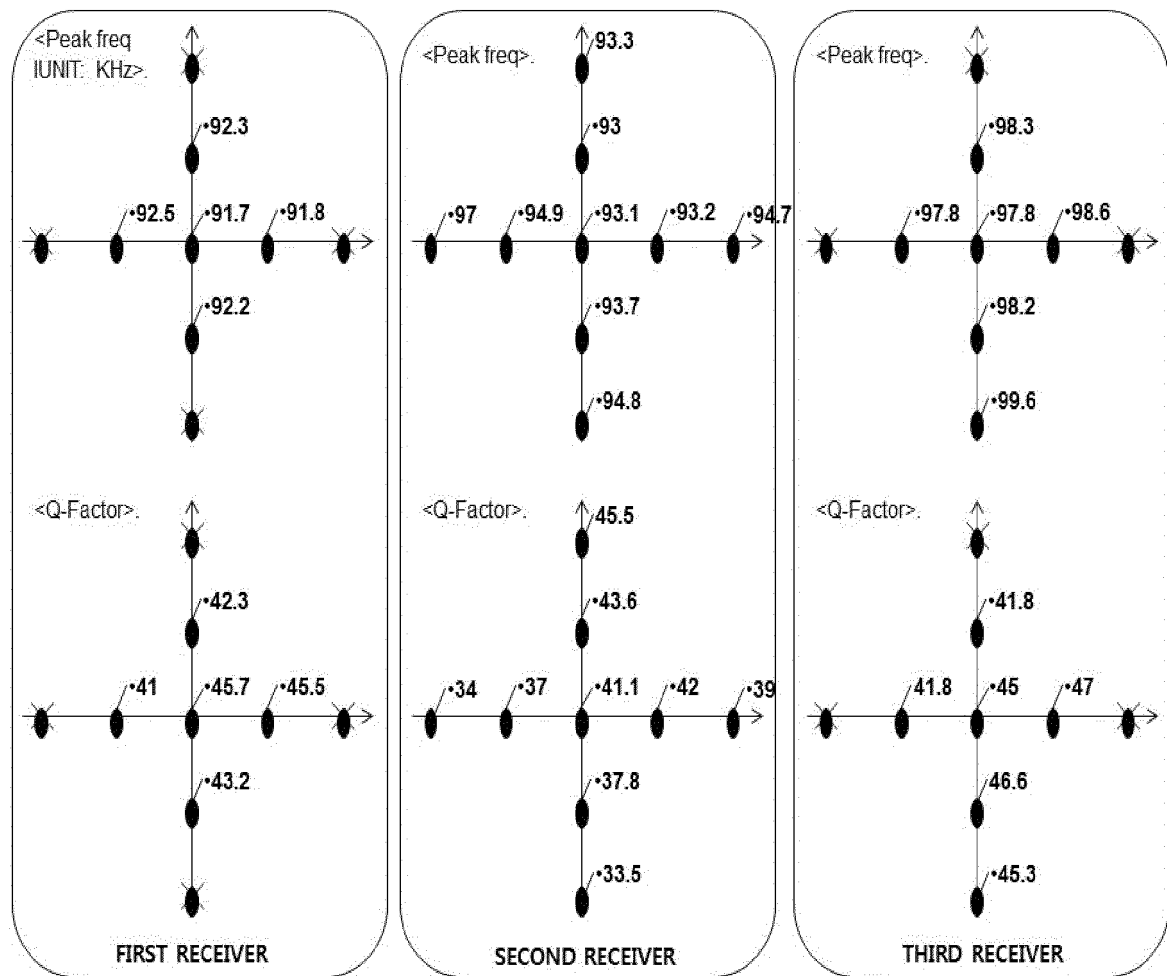 <Peak freq
IUNIT: KHz>.
•92.3
•92.5 •91.7 •91.8
•92.2
<Q-Factor>.
•42.3
•41 •45.7 •45.5
•43.2
FIRST RECEIVER
93.3
<Peak freq>.
•93
•97 •94.9 •93.1 •93.2 •94.7
•93.7
•94.8
45.5
<Q-Factor>.
•43.6
•34 •37 •41.1 •42 •39
•37.8
•33.5
SECOND RECEIVER
<Peak freq>.
•98.3
•97.8 •97.8 •98.6
•98.2
•99.6
<Q-Factor>.
•41.8
41.8 •45 •47
46.6
•45.3
THIRD RECEIVER